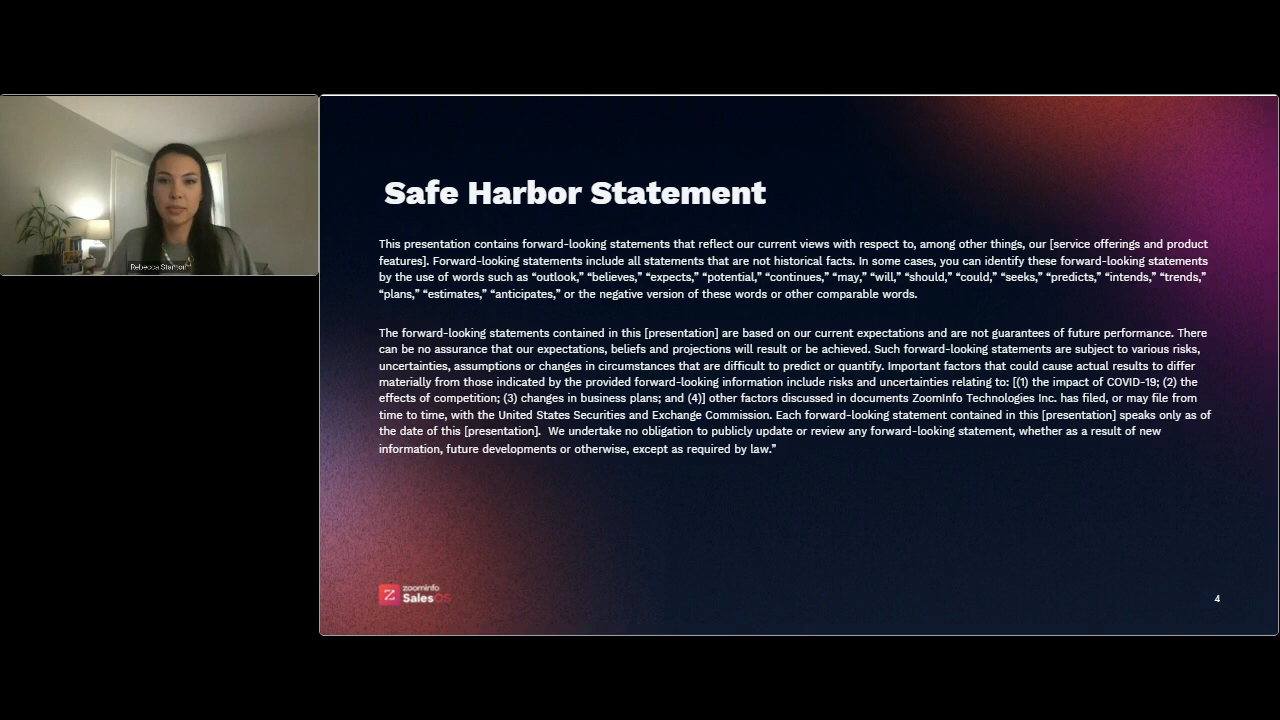 Rebecca
Safe Harbor Statement
This presentation contains forward-looking statements that reflect our current views with respect to, among other things, our [service offerings and product
features]. Forward-looking statements include all statements that are not historical facts. In some cases, you can identify these forward-looking statements
by the use of words such as “outlook,” “believes,” “expects,” “potential,” “continues,” “may,” “will,” “should,” “could,” “seeks,” “predicts,” “intends,” “trends,”
“plans,” “estimates,” “anticipates,” or the negative version of these words or other comparable words.
The forward-looking statements contained in this [presentation] are based on our current expectations and are not guarantees of future performance. There
can be no assurance that our expectations, beliefs and projections will result or be achieved. Such forward-looking statements are subject to various risks,
uncertainties, assumptions or changes in circumstances that are difficult to predict or quantify. Important factors that could cause actual results to differ
materially from those indicated by the provided forward-looking information include risks and uncertainties relating to: [(1) the impact of COVID-19; (2) the
effects of competition; (3) changes in business plans; and (4)] other factors discussed in documents ZoomInfo Technologies Inc. has filed, or may file from
time to time, with the United States Securities and Exchange Commission. Each forward-looking statement contained in this [presentation] speaks only as of
the date of this [presentation].  We undertake no obligation to publicly update or review any forward-looking statement, whether as a result of new
information, future developments or otherwise, except as required by law.”
zoominfo
SalesOS
4